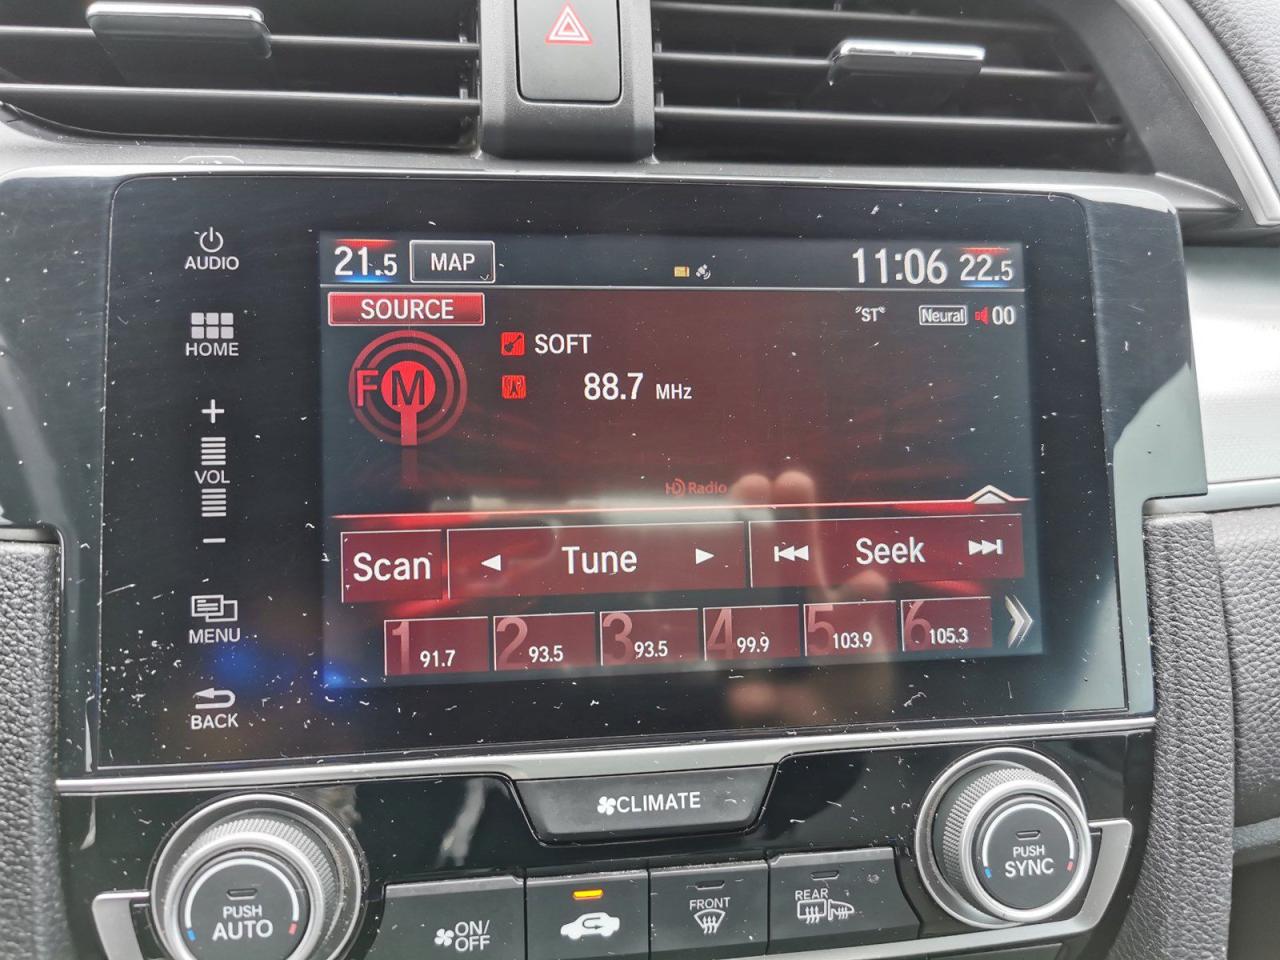 AUDIO
HOME
+
VOL
-
MENU
BACK
21.5 MAP 11:06 22.5
SOURCE "ST" Neural 00
FM SOFT
88.7 MHz
HD Radio
Scan Tune Seek
1 91.7 2 93.5 3 93.5 4 99.9 5 103.9 6 105.3
CLIMATE
PUSH
AUTO
ON/
OFF
FRONT
REAR
PUSH
SYNC